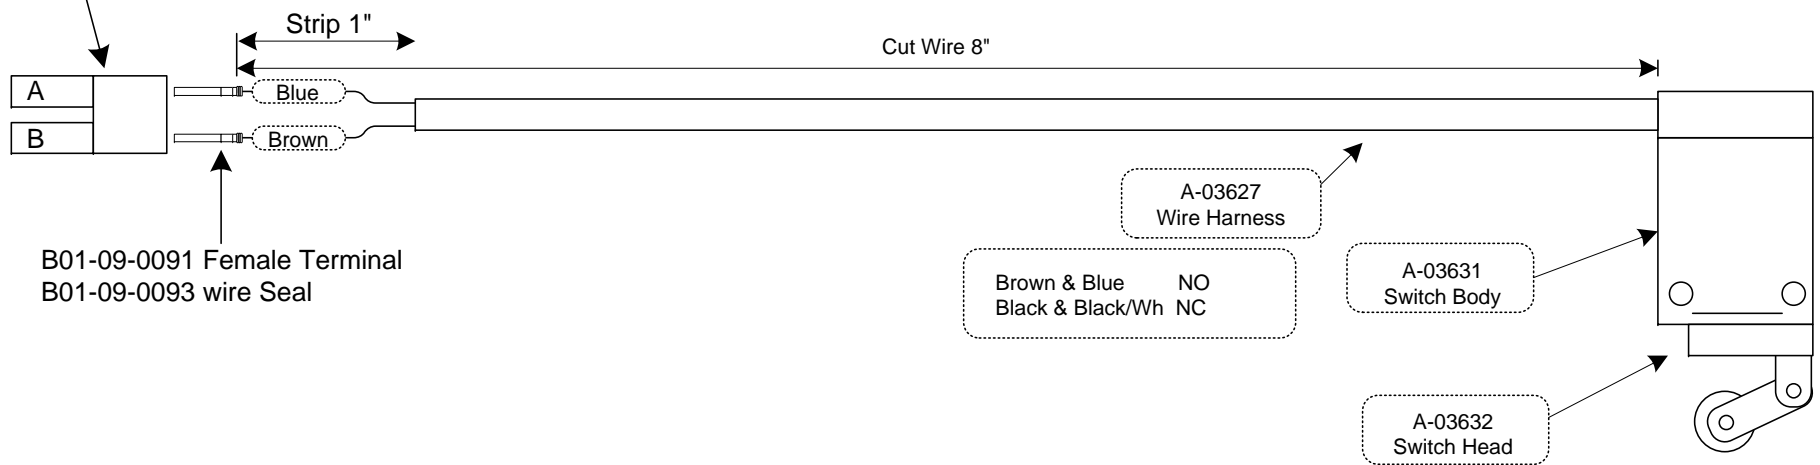 Strip 1"
Cut Wire 8"
A
Blue
B
Brown
B01-09-0091 Female Terminal
B01-09-0093 wire Seal
A-03627
Wire Harness
Brown & Blue NO
Black & Black/Wh NC
A-03631
Switch Body
A-03632
Switch Head